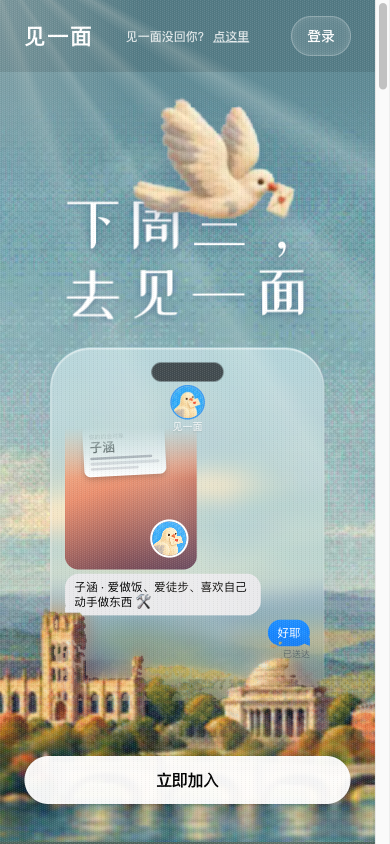 见一面
见一面没回你? 点这里
登录
下周三，
去见一面
见一面
子涵
子涵 · 爱做饭、爱徒步、喜欢自己
动手做东西 🛠️
好耶
已送达
立即加入